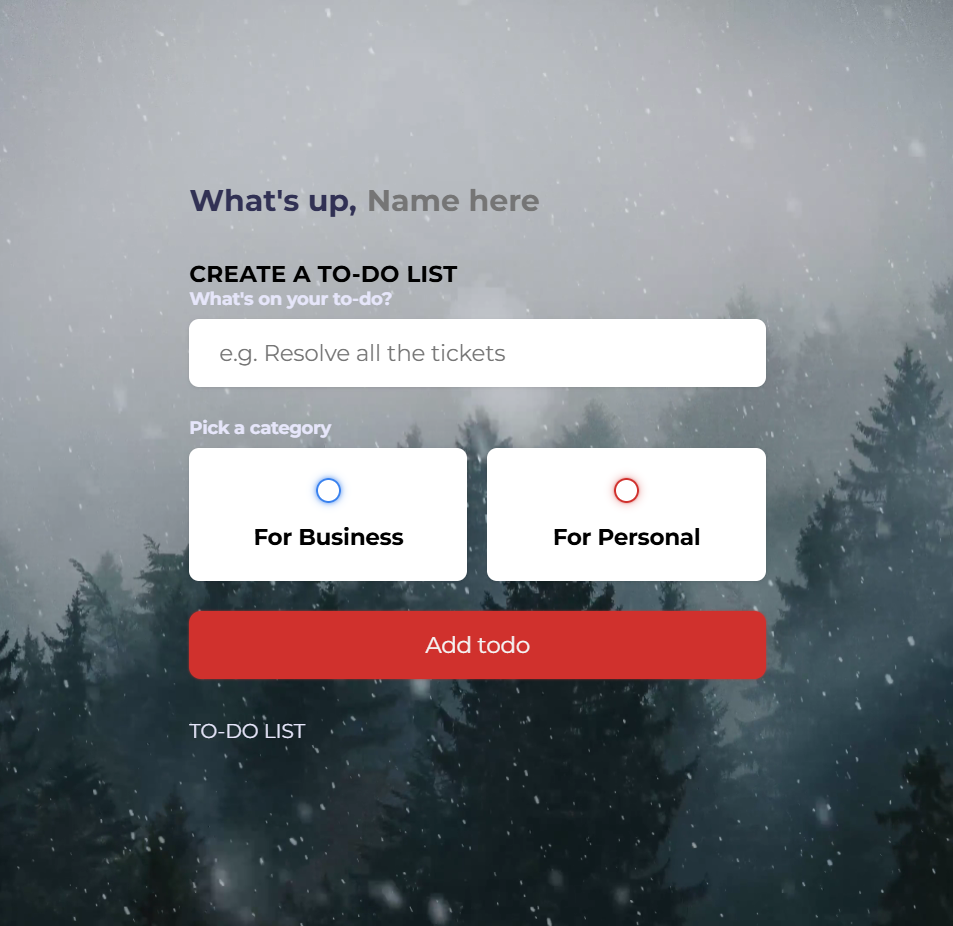 What's up, Name here
CREATE A TO-DO LIST
What's on your to-do?
e.g. Resolve all the tickets
Pick a category
For Business
For Personal
Add todo
TO-DO LIST